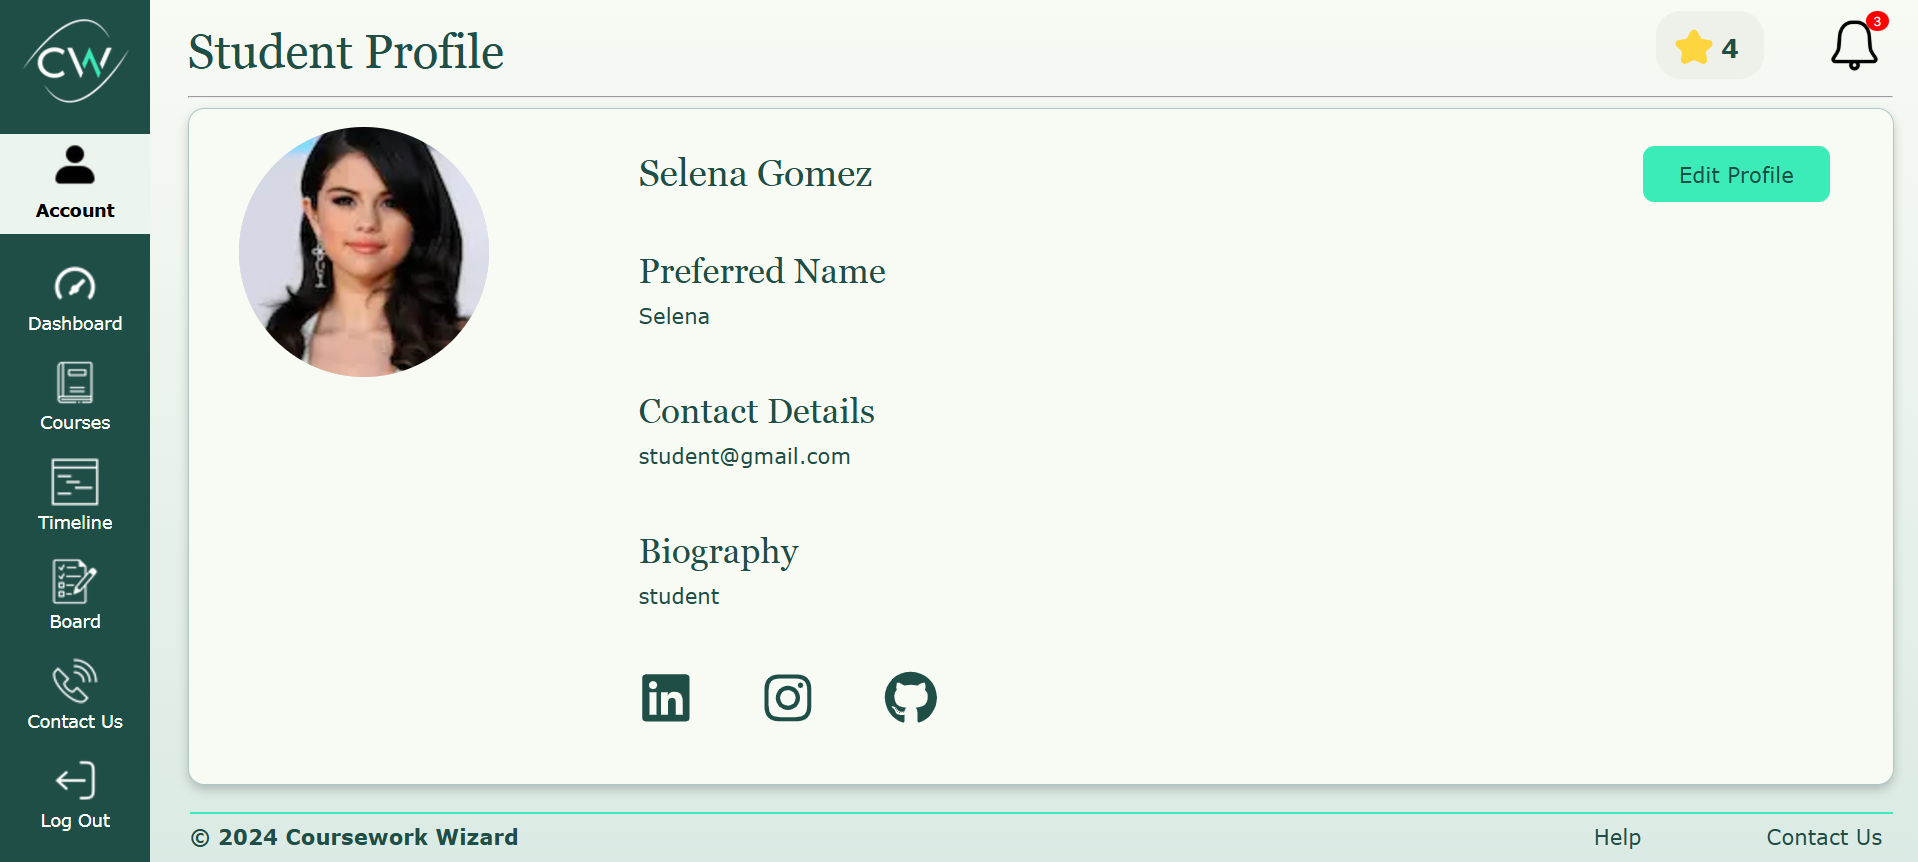 CW
Account
Dashboard
Courses
Timeline
Board
Contact Us
Log Out
Student Profile
4
3
Selena Gomez
Edit Profile
Preferred Name
Selena
Contact Details
student@gmail.com
Biography
student
in
© 2024 Coursework Wizard
Help
Contact Us